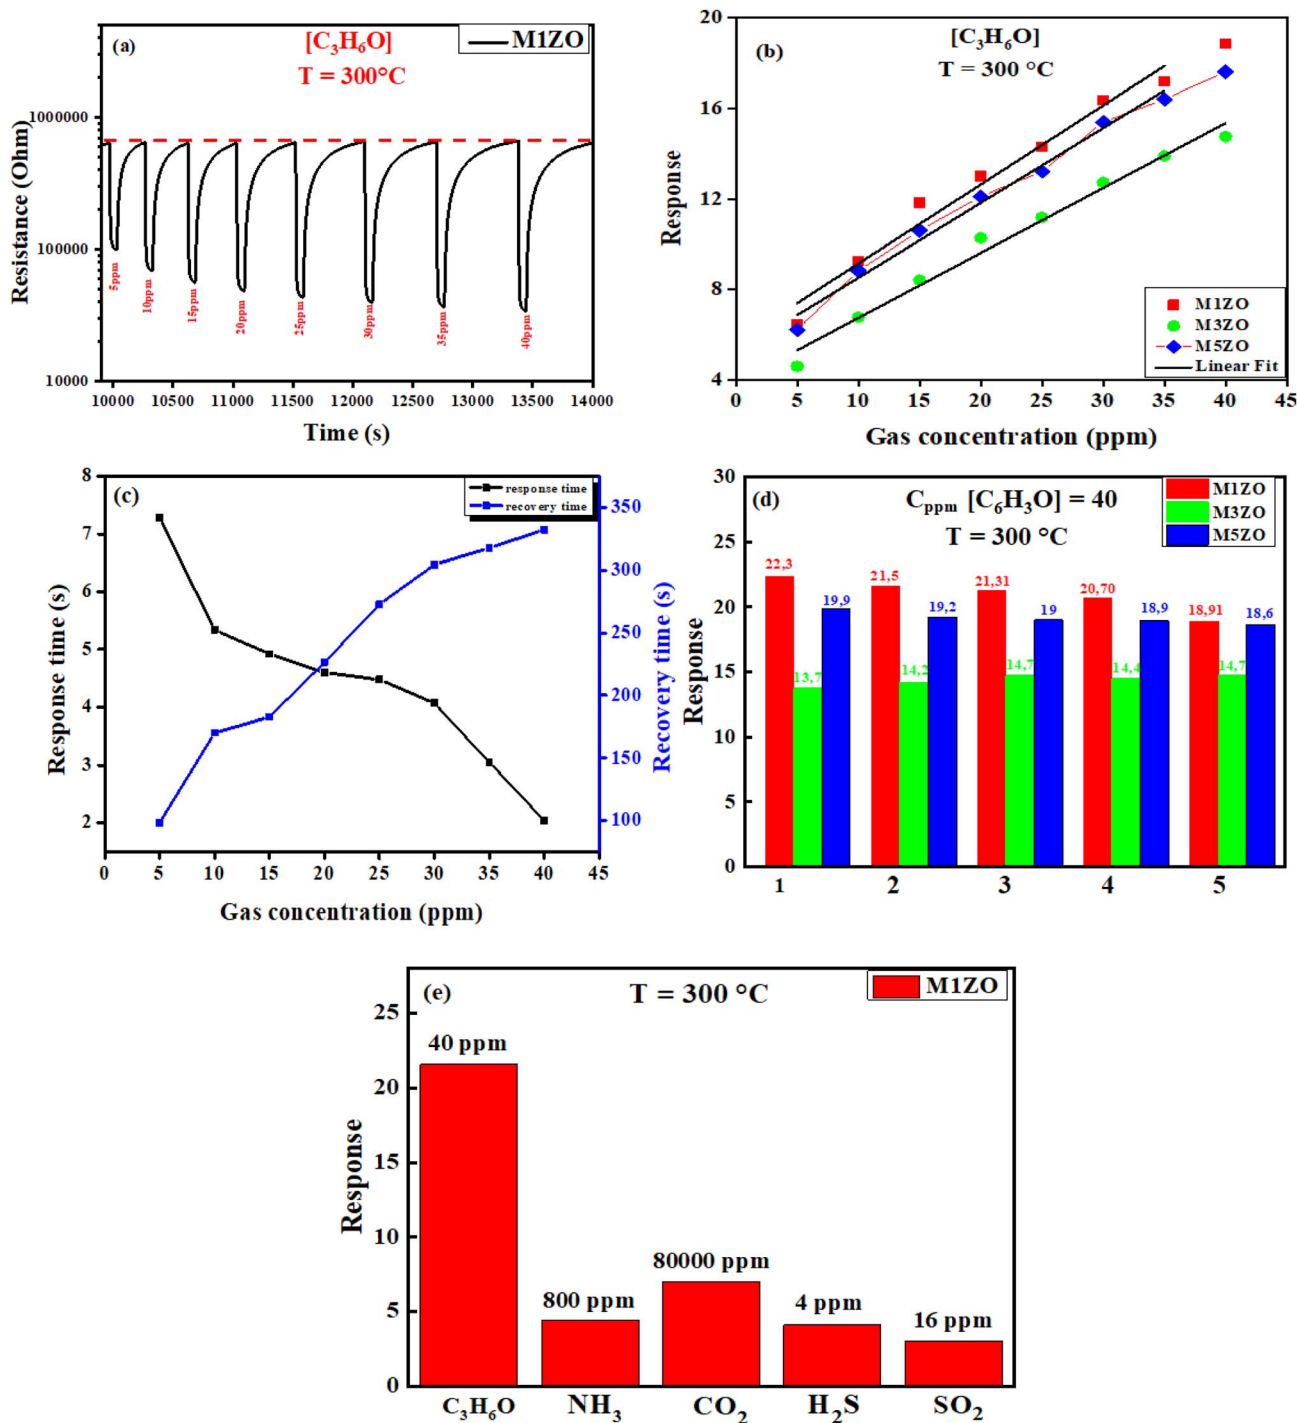 (a)
[C₃H₆O]
T = 300°C
M1ZO
Resistance (Ohm)
1000000
100000
10000
5ppm
10ppm
15ppm
20ppm
25ppm
30ppm
35ppm
40ppm
10000 10500 11000 11500 12000 12500 13000 13500 14000
Time (s)
(b)
[C₃H₆O]
T = 300 °C
Response
20
16
12
8
4
M1ZO
M3ZO
M5ZO
Linear Fit
0 5 10 15 20 25 30 35 40 45
Gas concentration (ppm)
(c)
response time
recovery time
Response time (s)
8
7
6
5
4
3
2
350
300
250
200
150
100
Recovery time (s)
0 5 10 15 20 25 30 35 40 45
Gas concentration (ppm)
(d)
Cppm [C₆H₃O] = 40
T = 300 °C
M1ZO
M3ZO
M5ZO
Response
30
25
20
15
10
5
0
22,3
13,7
19,9
21,5
14,2
19,2
21,31
14,7
19
20,70
14,4
18,9
18,91
14,7
18,6
1 2 3 4 5
(e)
T = 300 °C
M1ZO
Response
25
20
15
10
5
0
40 ppm
800 ppm
80000 ppm
4 ppm
16 ppm
C₃H₆O NH₃ CO₂ H₂S SO₂